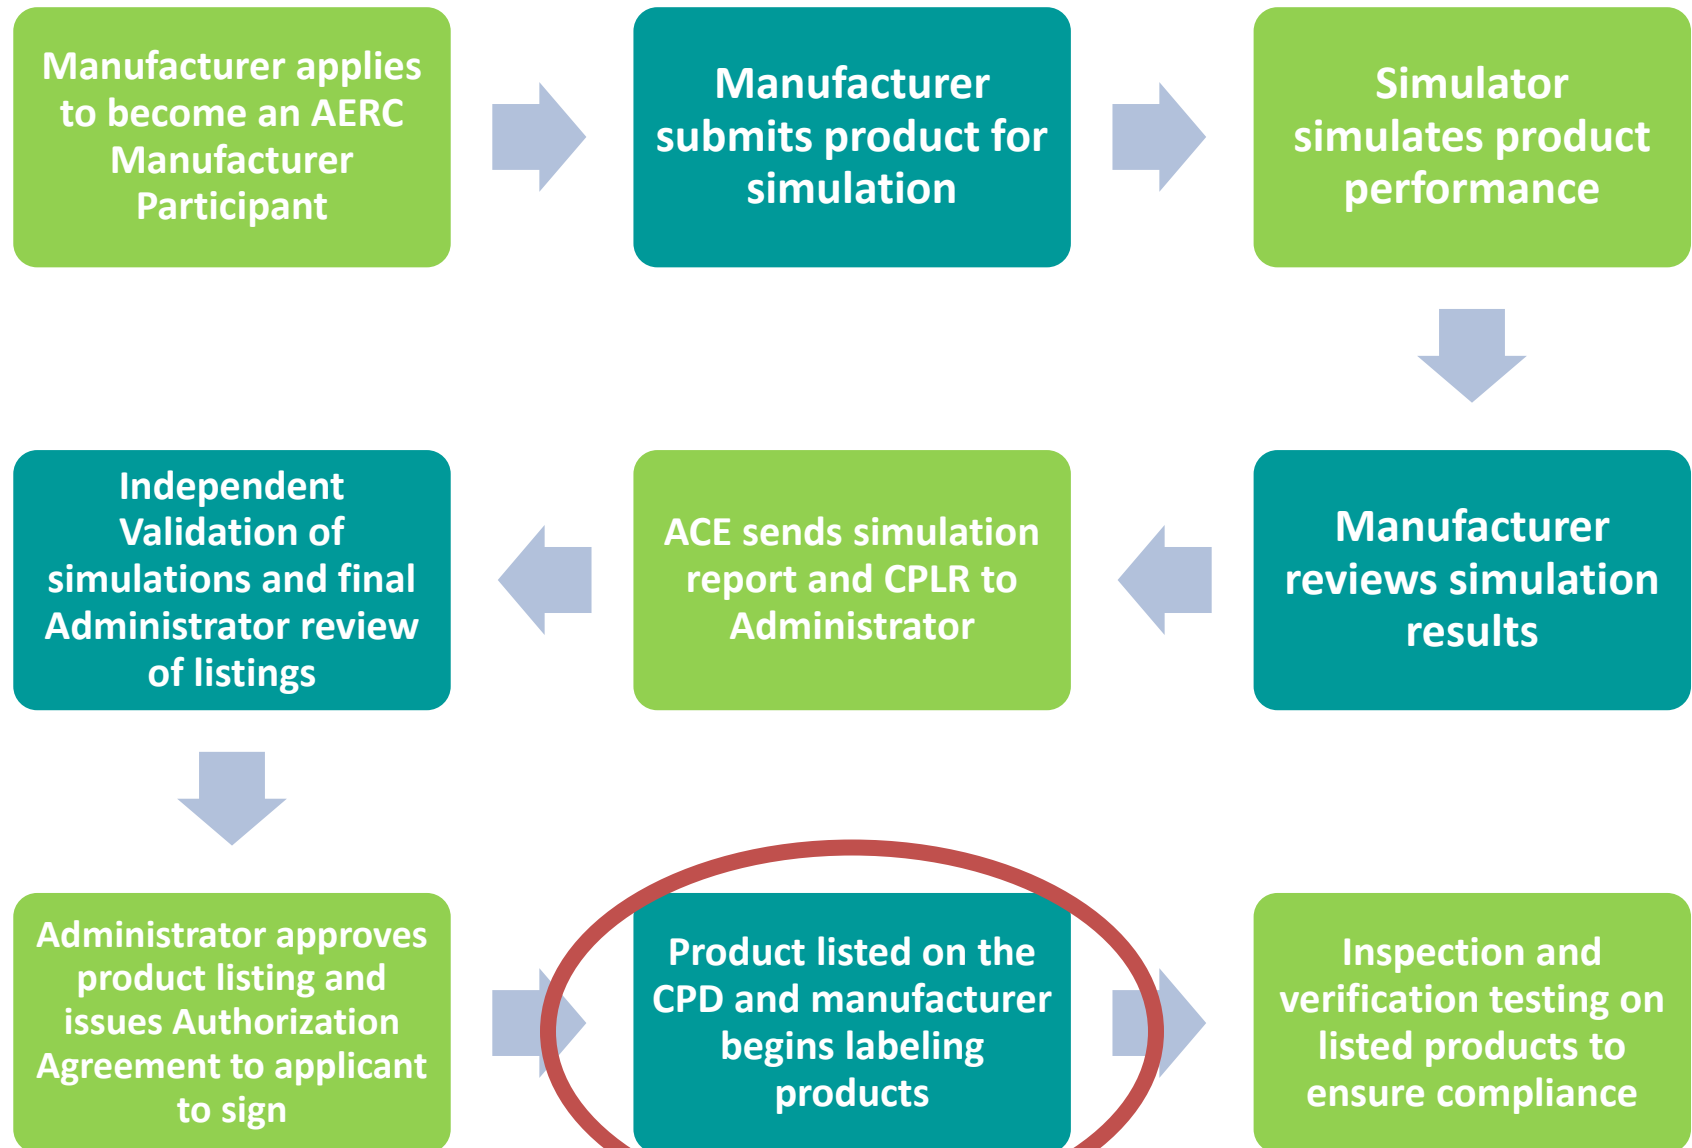 Manufacturer applies
to become an AERC
Manufacturer
Participant
Manufacturer
submits product for
simulation
Simulator
simulates product
performance
Manufacturer
reviews simulation
results
ACE sends simulation
report and CPLR to
Administrator
Independent
Validation of
simulations and final
Administrator review
of listings
Administrator approves
product listing and
issues Authorization
Agreement to applicant
to sign
Product listed on the
CPD and manufacturer
begins labeling
products
Inspection and
verification testing on
listed products to
ensure compliance